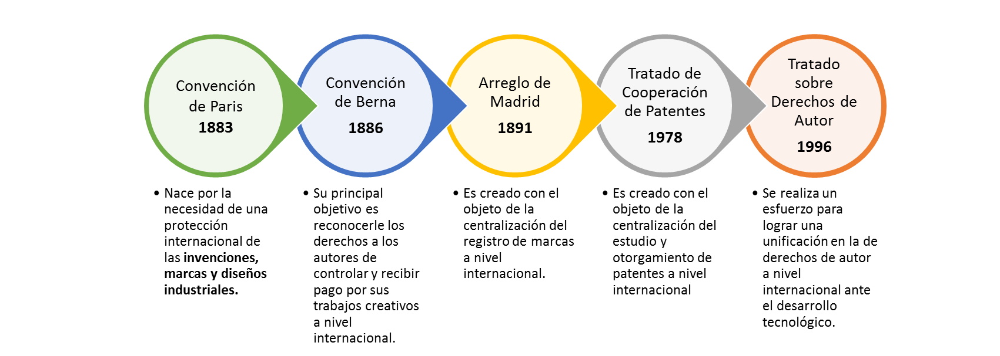 Convención
de Paris
1883
Convención
de Berna
1886
Arreglo de
Madrid
1891
Tratado de
Cooperación
de Patentes
1978
Tratado
sobre
Derechos de
Autor
1996
• Nace por la
necesidad de una
protección
internacional de
las invenciones,
marcas y diseños
industriales.
• Su principal
objetivo es
reconocerle los
derechos a los
autores de
controlar y recibir
pago por sus
trabajos creativos
a nivel
internacional.
• Es creado con el
objeto de la
centralización del
registro de marcas
a nivel
internacional.
• Es creado con el
objeto de la
centralización del
estudio y
otorgamiento de
patentes a nivel
internacional
• Se realiza un
esfuerzo para
lograr una
unificación en la de
derechos de autor
a nivel
internacional ante
el desarrollo
tecnológico.